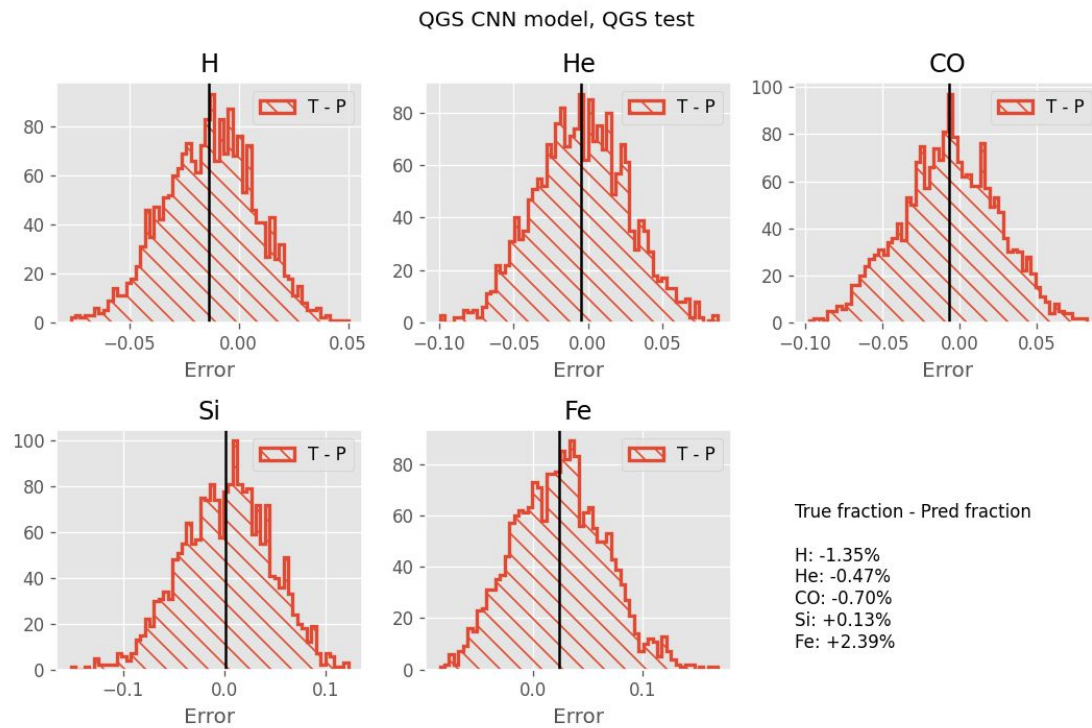 QGS CNN model, QGS test
H
T - P
80
60
40
20
0
−0.05
0.00
0.05
Error
He
T - P
80
60
40
20
0
−0.10
−0.05
0.00
0.05
Error
CO
T - P
100
80
60
40
20
0
−0.10
−0.05
0.00
0.05
Error
Si
T - P
100
80
60
40
20
0
−0.1
0.0
0.1
Error
Fe
T - P
80
60
40
20
0
0.0
0.1
Error
True fraction - Pred fraction
H: -1.35%
He: -0.47%
CO: -0.70%
Si: +0.13%
Fe: +2.39%